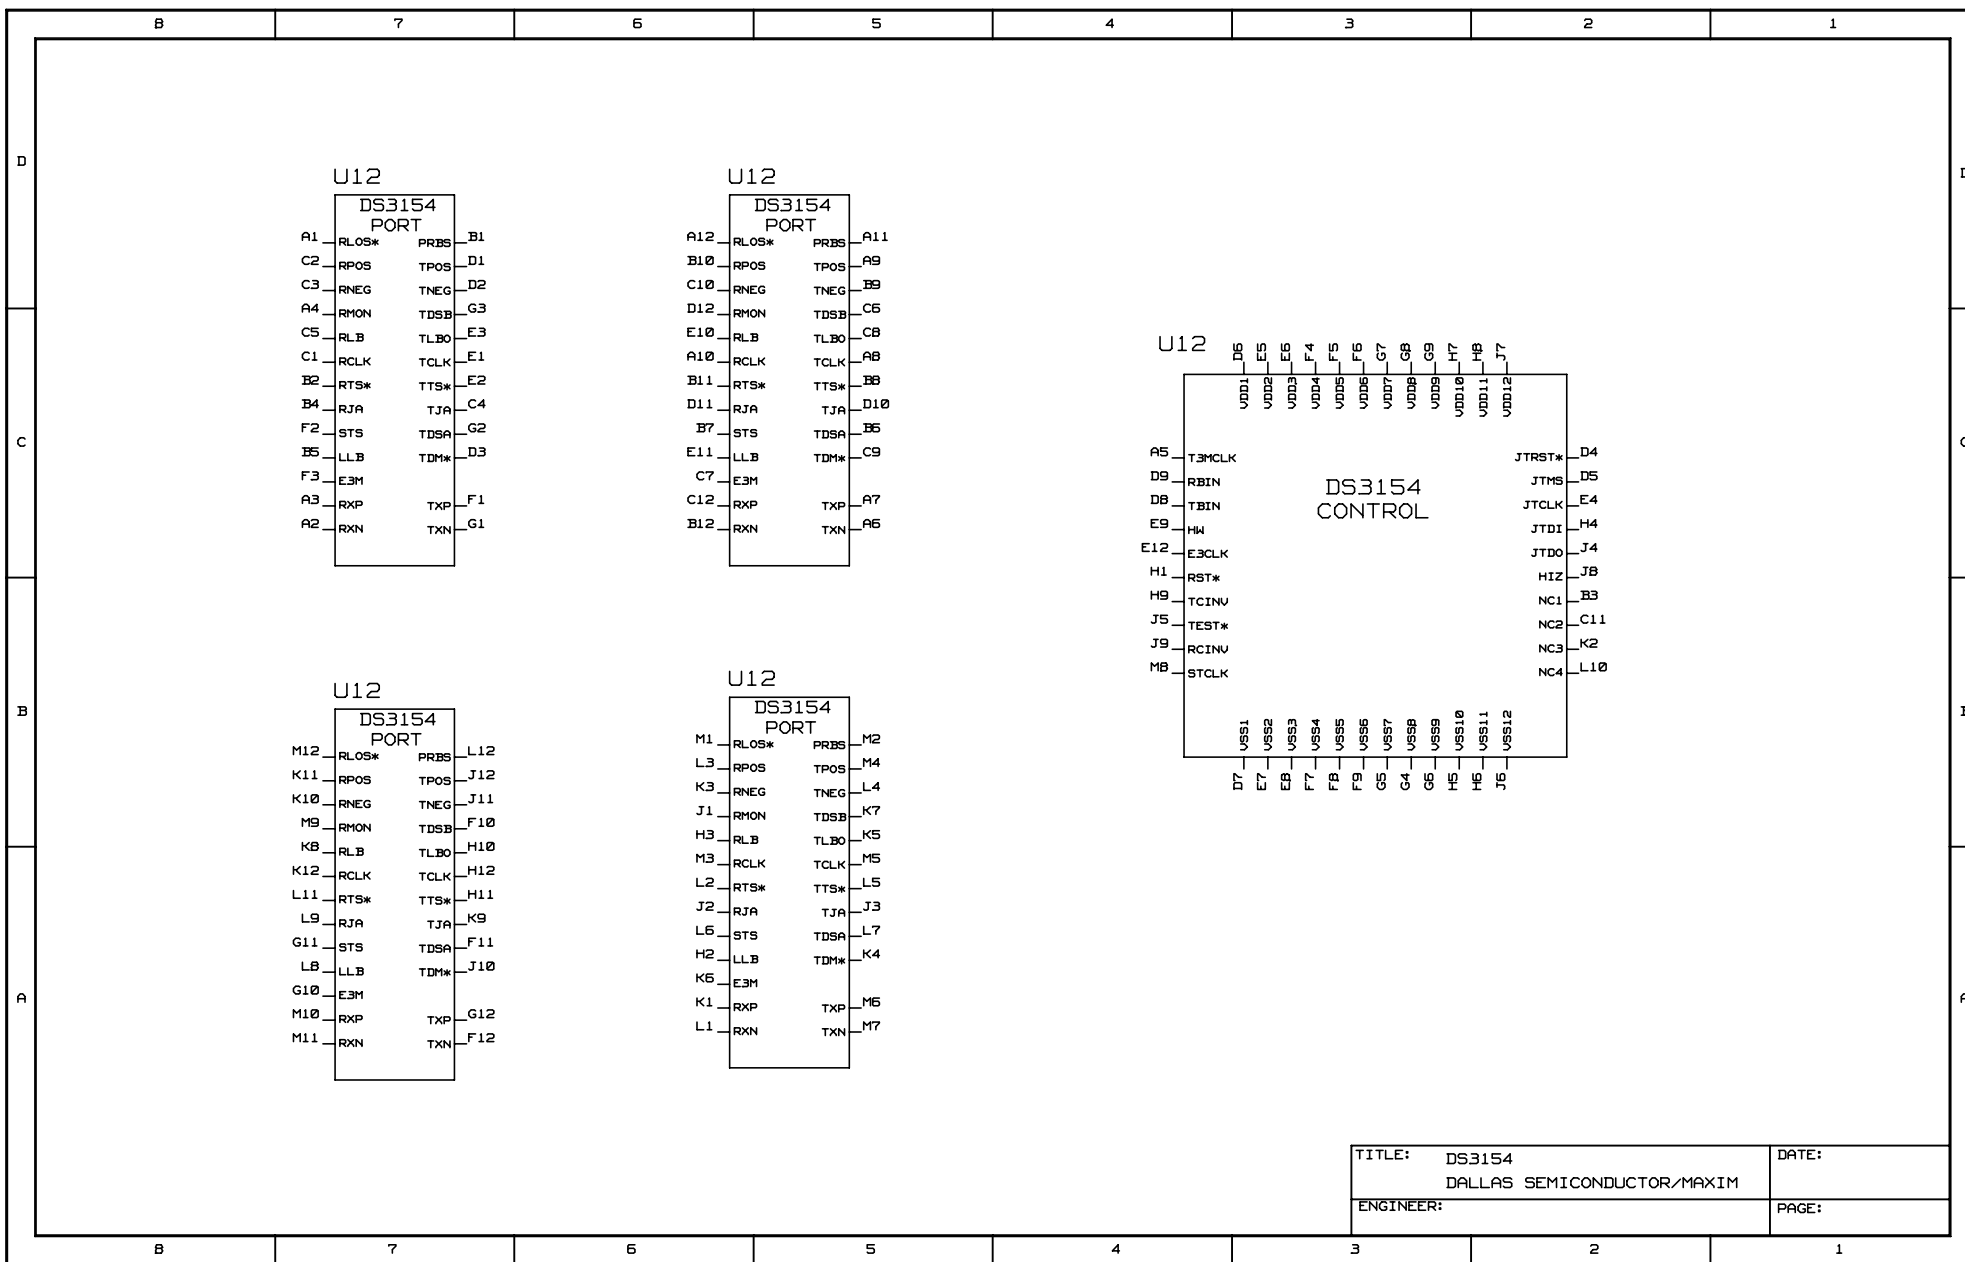 8 7 6 5 4 3 2 1
D
D
U12
DS3154
PORT
A1 RLOS* PRBS B1
C2 RPOS TPOS D1
C3 RNEG TNEG D2
A4 RMON TDSB G3
C5 RLB TLBO E3
C1 RCLK TCLK E1
B2 RTS* TTS* E2
B4 RJA TJA C4
F2 STS TDSA G2
B5 LLB TDM* D3
F3 E3M
A3 RXP TXP F1
A2 RXN TXN G1
U12
DS3154
PORT
A12 RLOS* PRBS A11
B10 RPOS TPOS A9
C10 RNEG TNEG B9
D12 RMON TDSB C6
E10 RLB TLBO C8
A10 RCLK TCLK A8
B11 RTS* TTS* B8
D11 RJA TJA D10
B7 STS TDSA B6
E11 LLB TDM* C9
C7 E3M
C12 RXP TXP A7
B12 RXN TXN A6
U12
D6 E5 E6 F4 F5 F6 G7 G8 G9 H7 H8 J7
VDD1 VDD2 VDD3 VDD4 VDD5 VDD6 VDD7 VDD8 VDD9 VDD10 VDD11 VDD12
C
C
DS3154
CONTROL
A5 T3MCLK JTRST* D4
D9 RBIN JTMS D5
D8 TBIN JTCLK E4
E9 HW JTDI H4
E12 E3CLK JTDO J4
H1 RST* HIZ J8
H9 TCINV NC1 B3
J5 TEST* NC2 C11
J9 RCINV NC3 K2
M8 STCLK NC4 L10
VSS1 VSS2 VSS3 VSS4 VSS5 VSS6 VSS7 VSS8 VSS9 VSS10 VSS11 VSS12
D7 E7 E8 F7 F8 F9 G5 G4 G6 H5 H6 J6
B
B
U12
DS3154
PORT
M12 RLOS* PRBS L12
K11 RPOS TPOS J12
K10 RNEG TNEG J11
M9 RMON TDSB F10
K8 RLB TLBO H10
K12 RCLK TCLK H12
L11 RTS* TTS* H11
L9 RJA TJA K9
G11 STS TDSA F11
L8 LLB TDM* J10
G10 E3M
M10 RXP TXP G12
M11 RXN TXN F12
U12
DS3154
PORT
M1 RLOS* PRBS M2
L3 RPOS TPOS M4
K3 RNEG TNEG L4
J1 RMON TDSB K7
H3 RLB TLBO K5
M3 RCLK TCLK M5
L2 RTS* TTS* L5
J2 RJA TJA J3
L6 STS TDSA L7
H2 LLB TDM* K4
K6 E3M
K1 RXP TXP M6
L1 RXN TXN M7
A
A
TITLE: DS3154 DATE:
DALLAS SEMICONDUCTOR/MAXIM
ENGINEER: PAGE:
8 7 6 5 4 3 2 1